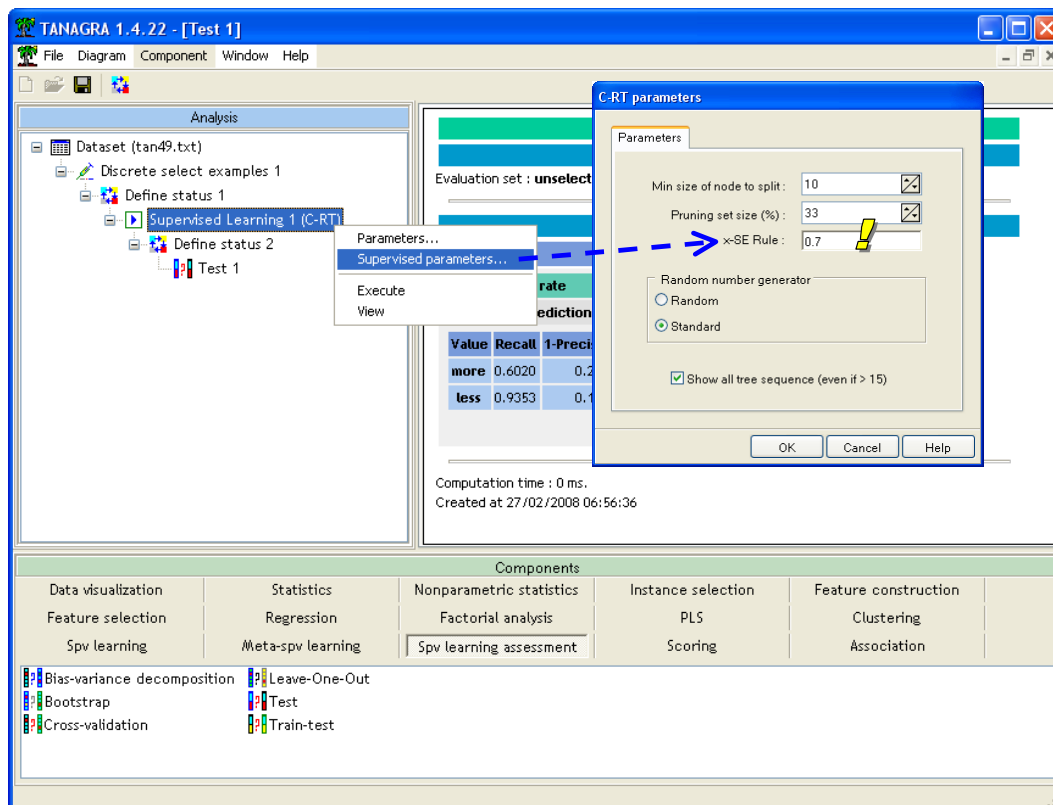 TANAGRA 1.4.22 - [Test 1]
File Diagram Component Window Help
Analysis
Dataset (tan49.txt)
Discrete select examples 1
Define status 1
Supervised Learning 1 (C-RT)
Define status 2
Test 1
Parameters...
Supervised parameters...
Execute
View
Evaluation set : unselect
rate
ediction
Value Recall 1-Preci
more 0.6020 0.2
less 0.9353 0.1
Computation time : 0 ms.
Created at 27/02/2008 06:56:36
C-RT parameters
Parameters
Min size of node to split : 10
Pruning set size (%) : 33
x-SE Rule : 0.7
Random number generator
Random
Standard
Show all tree sequence (even if > 15)
OK Cancel Help
Components
Data visualization Statistics Nonparametric statistics Instance selection Feature construction
Feature selection Regression Factorial analysis PLS Clustering
Spv learning Meta-spv learning Spv learning assessment Scoring Association
Bias-variance decomposition Leave-One-Out
Bootstrap Test
Cross-validation Train-test